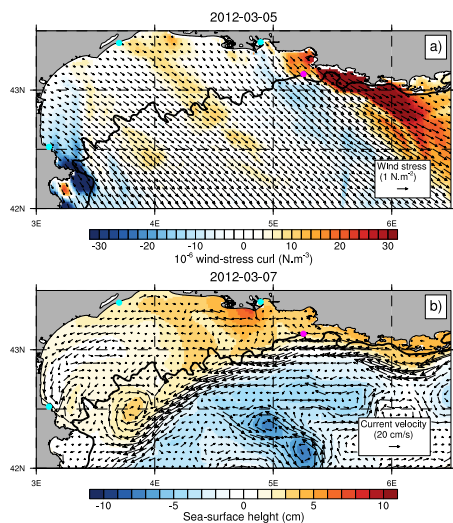 2012-03-05
a)
43N
Wind stress
(1 N.m⁻²)
42N
3E 4E 5E 6E
-30 -20 -10 0 10 20 30
10⁻⁶ wind-stress curl (N.m⁻³)
2012-03-07
b)
43N
Current velocity
(20 cm/s)
42N
3E 4E 5E 6E
-10 -5 0 5 10
Sea-surface height (cm)